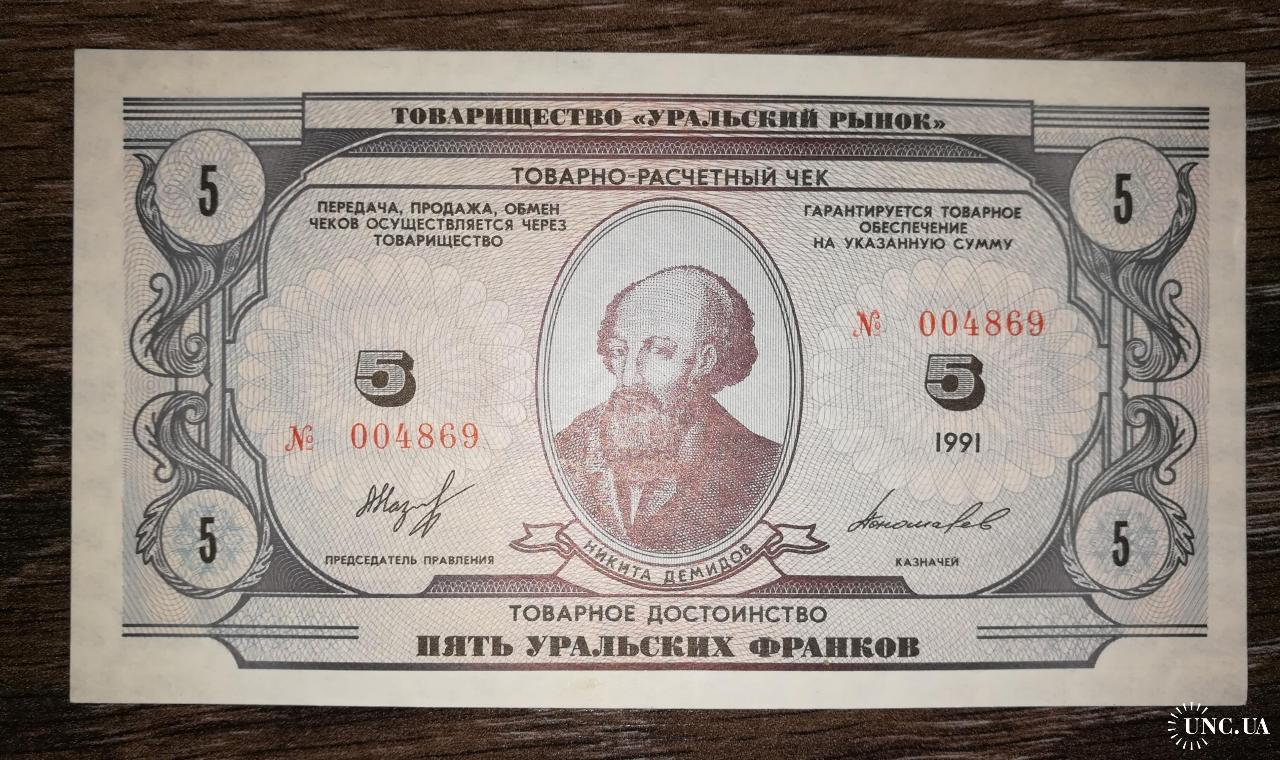 ТОВАРИЩЕСТВО «УРАЛЬСКИЙ РЫНОК»
ТОВАРНО-РАСЧЕТНЫЙ ЧЕК
5
5
ПЕРЕДАЧА, ПРОДАЖА, ОБМЕН
ЧЕКОВ ОСУЩЕСТВЛЯЕТСЯ ЧЕРЕЗ
ТОВАРИЩЕСТВО
ГАРАНТИРУЕТСЯ ТОВАРНОЕ
ОБЕСПЕЧЕНИЕ
НА УКАЗАННУЮ СУММУ
№ 004869
5
5
№ 004869
1991
Пономарев
5
5
ПРЕДСЕДАТЕЛЬ ПРАВЛЕНИЯ
НИКИТА ДЕМИДОВ
КАЗНАЧЕЙ
ТОВАРНОЕ ДОСТОИНСТВО
ПЯТЬ УРАЛЬСКИХ ФРАНКОВ
UNC.UA